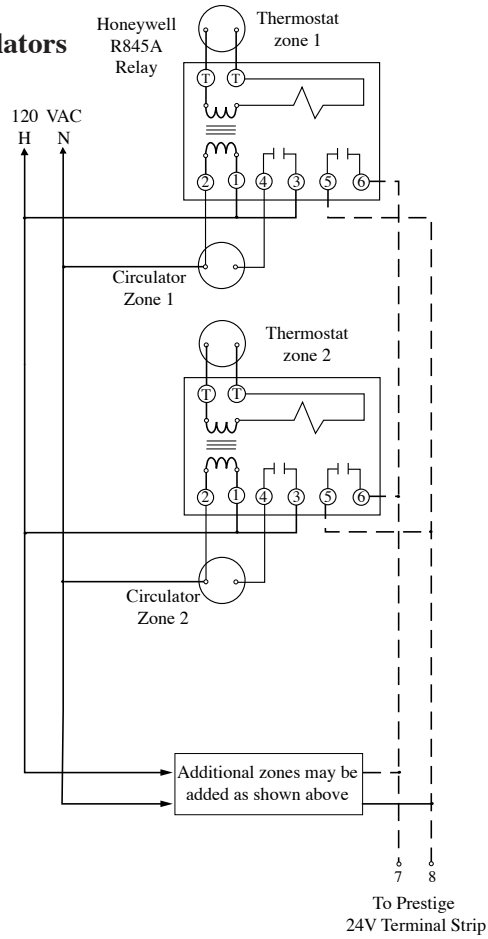 lators
Honeywell
R845A
Relay
Thermostat
zone 1
120 VAC
H N
T T
2 1 4 3 5 6
Circulator
Zone 1
Thermostat
zone 2
T T
2 1 4 3 5 6
Circulator
Zone 2
Additional zones may be
added as shown above
7 8
To Prestige
24V Terminal Strip